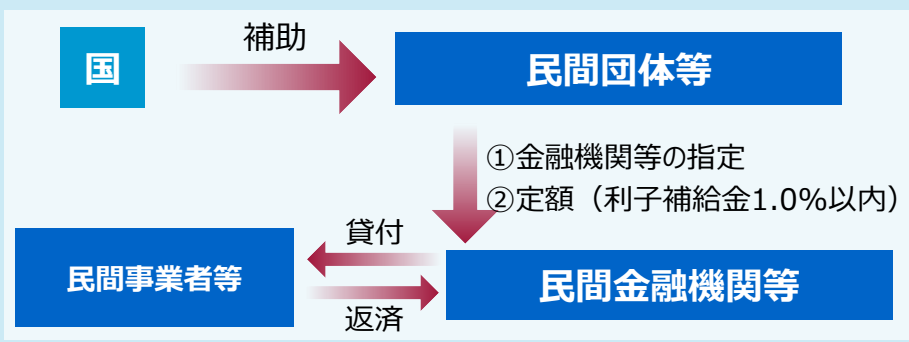 国
補助
民間団体等
①金融機関等の指定
②定額（利子補給金1.0%以内）
貸付
民間事業者等
民間金融機関等
返済